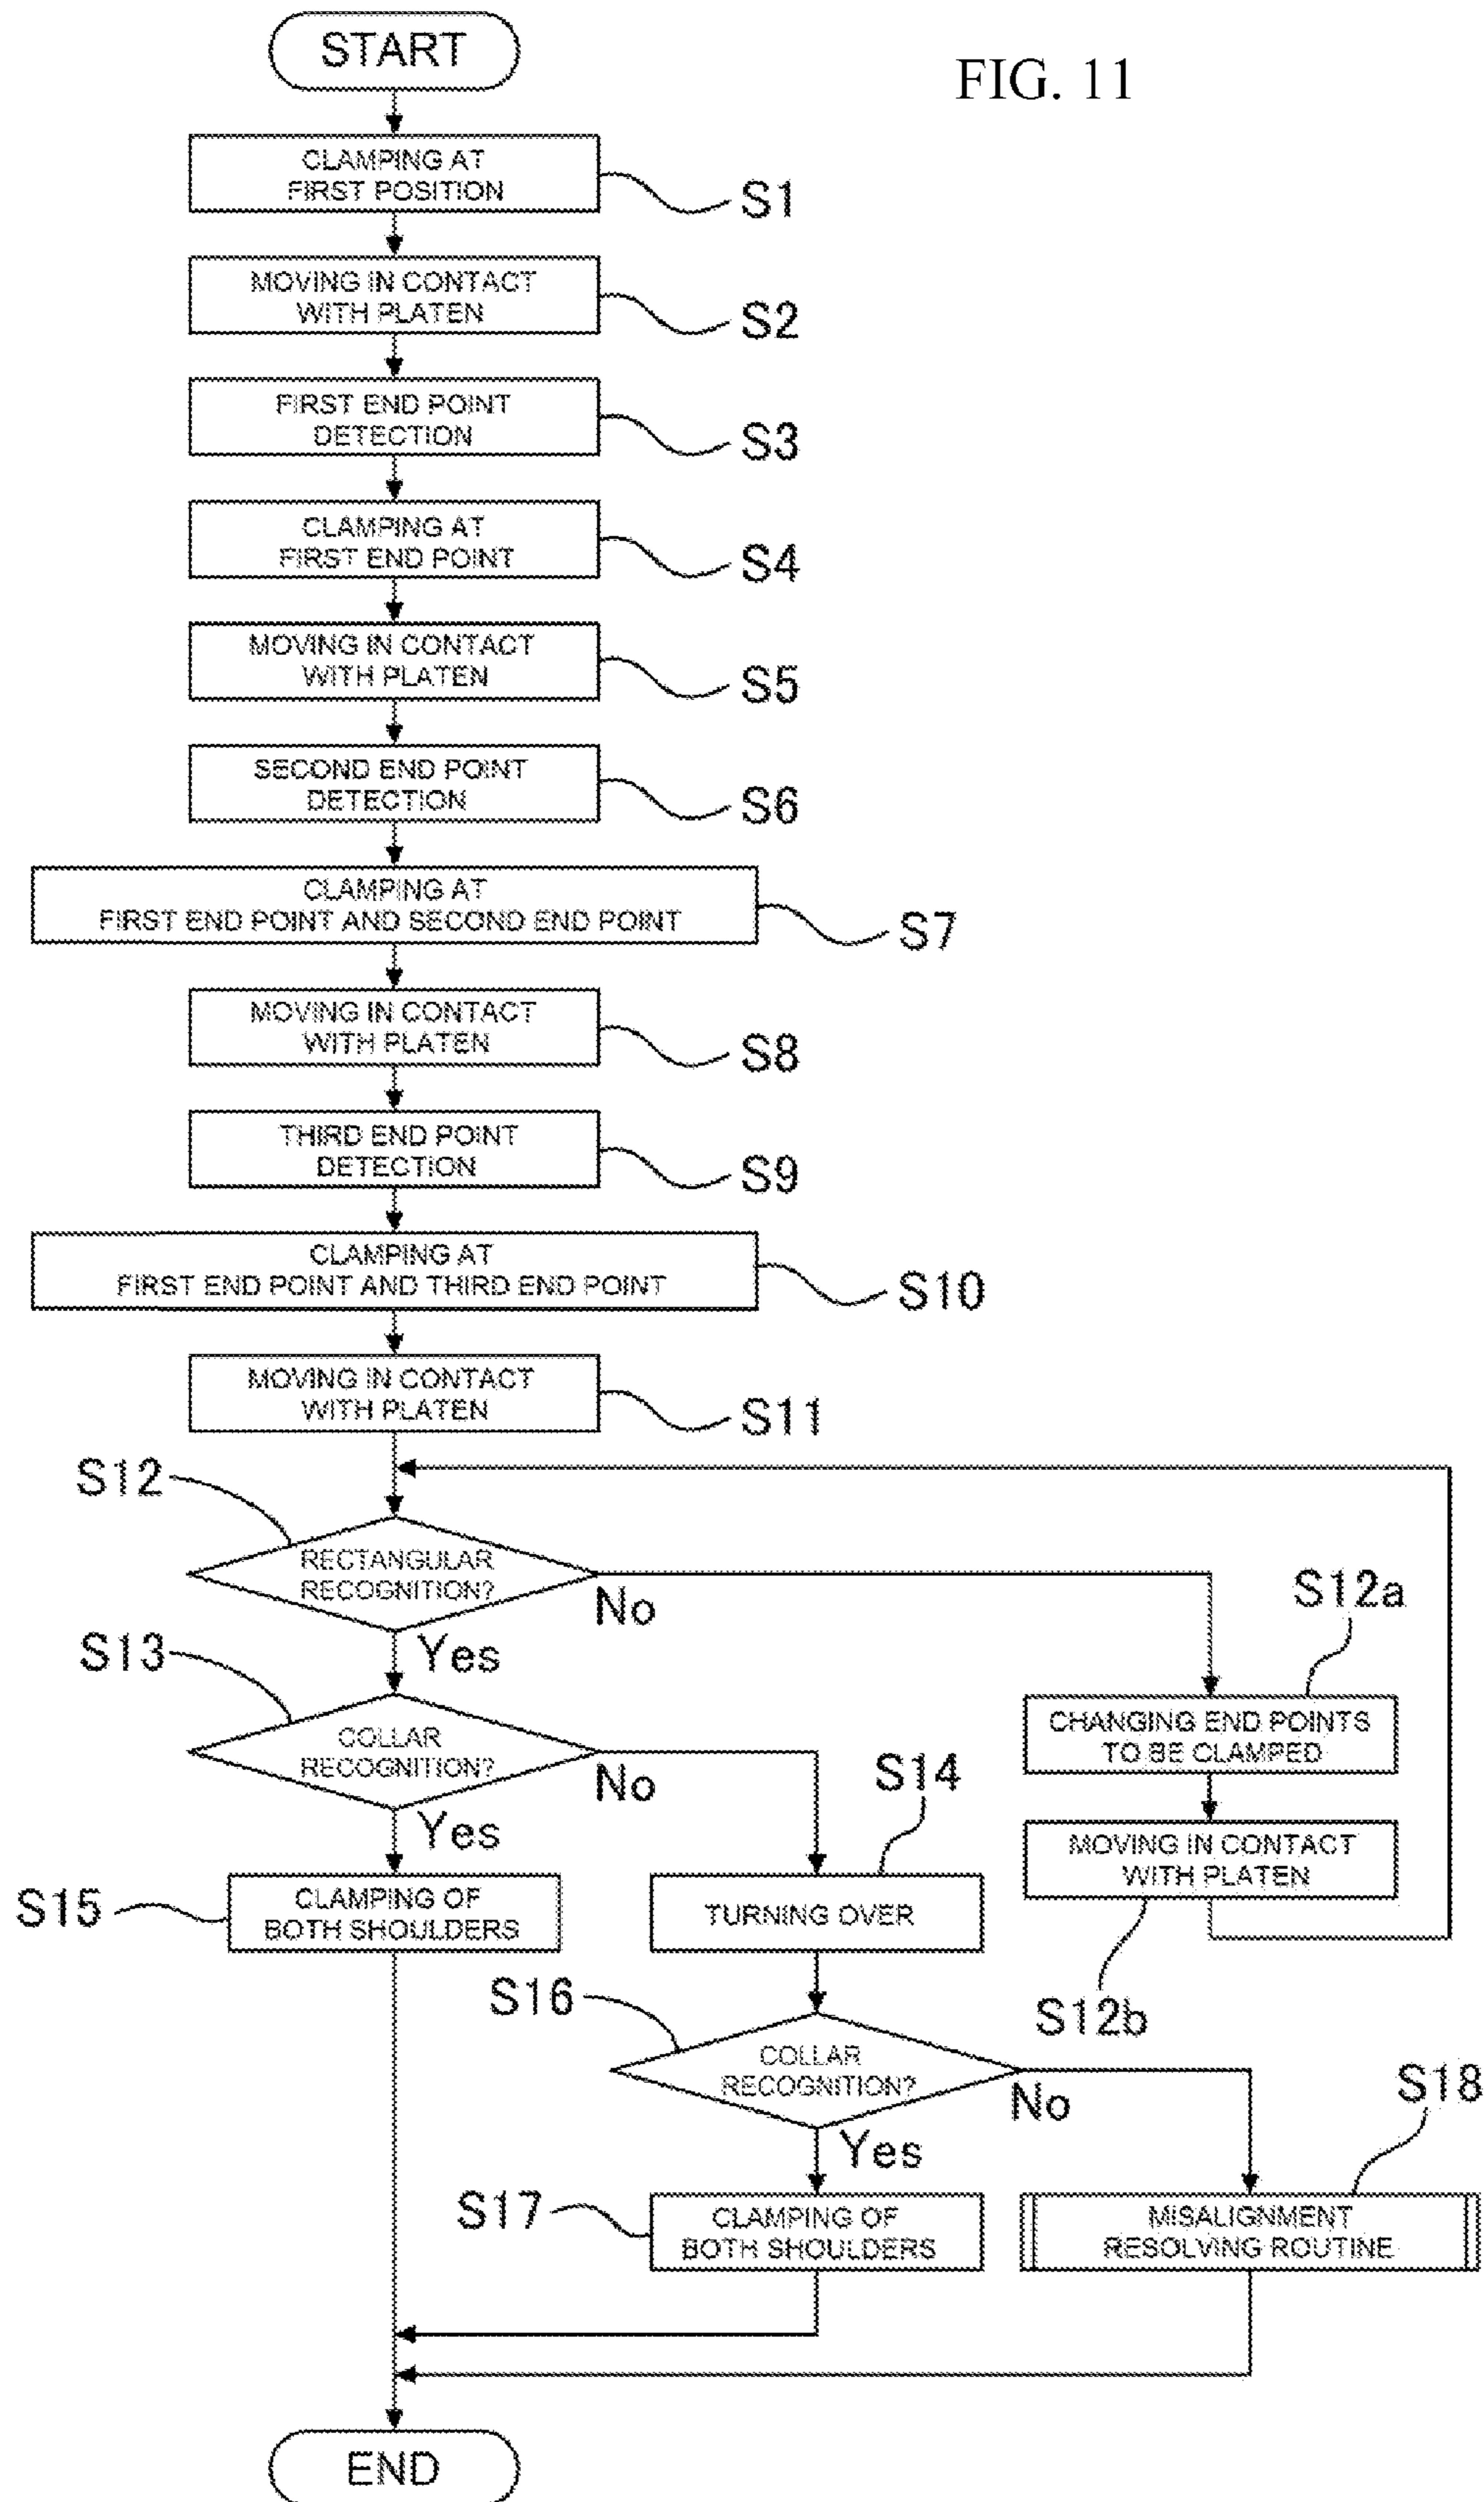 START
FIG. 11
CLAMPING AT
FIRST POSITION
S1
MOVING IN CONTACT
WITH PLATEN
S2
FIRST END POINT
DETECTION
S3
CLAMPING AT
FIRST END POINT
S4
MOVING IN CONTACT
WITH PLATEN
S5
SECOND END POINT
DETECTION
S6
CLAMPING AT
FIRST END POINT AND SECOND END POINT
S7
MOVING IN CONTACT
WITH PLATEN
S8
THIRD END POINT
DETECTION
S9
CLAMPING AT
FIRST END POINT AND THIRD END POINT
S10
MOVING IN CONTACT
WITH PLATEN
S11
S12
RECTANGULAR
RECOGNITION?
No
Yes
S12a
CHANGING END POINTS
TO BE CLAMPED
MOVING IN CONTACT
WITH PLATEN
S12b
S13
COLLAR
RECOGNITION?
No
Yes
S14
TURNING OVER
S15
CLAMPING OF
BOTH SHOULDERS
S16
COLLAR
RECOGNITION?
No
Yes
S17
CLAMPING OF
BOTH SHOULDERS
S18
MISALIGNMENT
RESOLVING ROUTINE
END